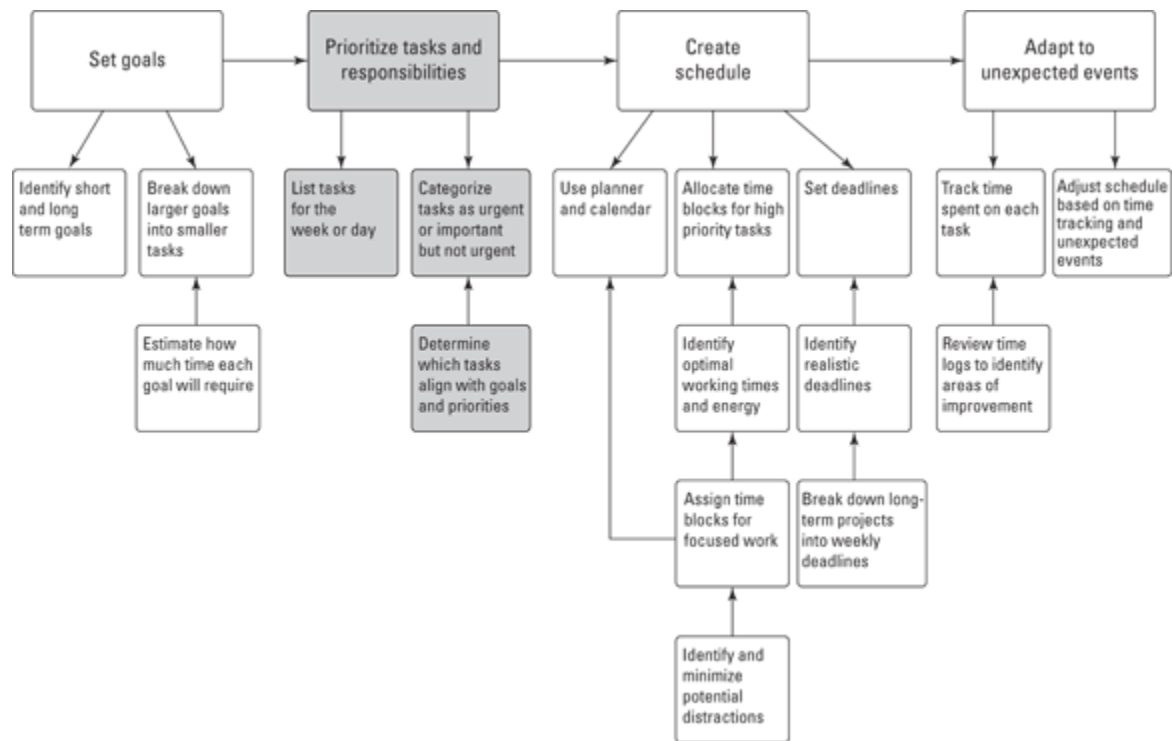 Set goals
Prioritize tasks and
responsibilities
Create
schedule
Adapt to
unexpected events
Identify short
and long
term goals
Break down
larger goals
into smaller
tasks
List tasks
for the
week or day
Categorize
tasks as urgent
or important
but not urgent
Use planner
and calendar
Allocate time
blocks for high
priority tasks
Set deadlines
Track time
spent on each
task
Adjust schedule
based on time
tracking and
unexpected
events
Estimate how
much time each
goal will require
Determine
which tasks
align with goals
and priorities
Identify
optimal
working times
and energy
Identify
realistic
deadlines
Review time
logs to identify
areas of
improvement
Assign time
blocks for
focused work
Break down long-
term projects
into weekly
deadlines
Identify and
minimize
potential
distractions